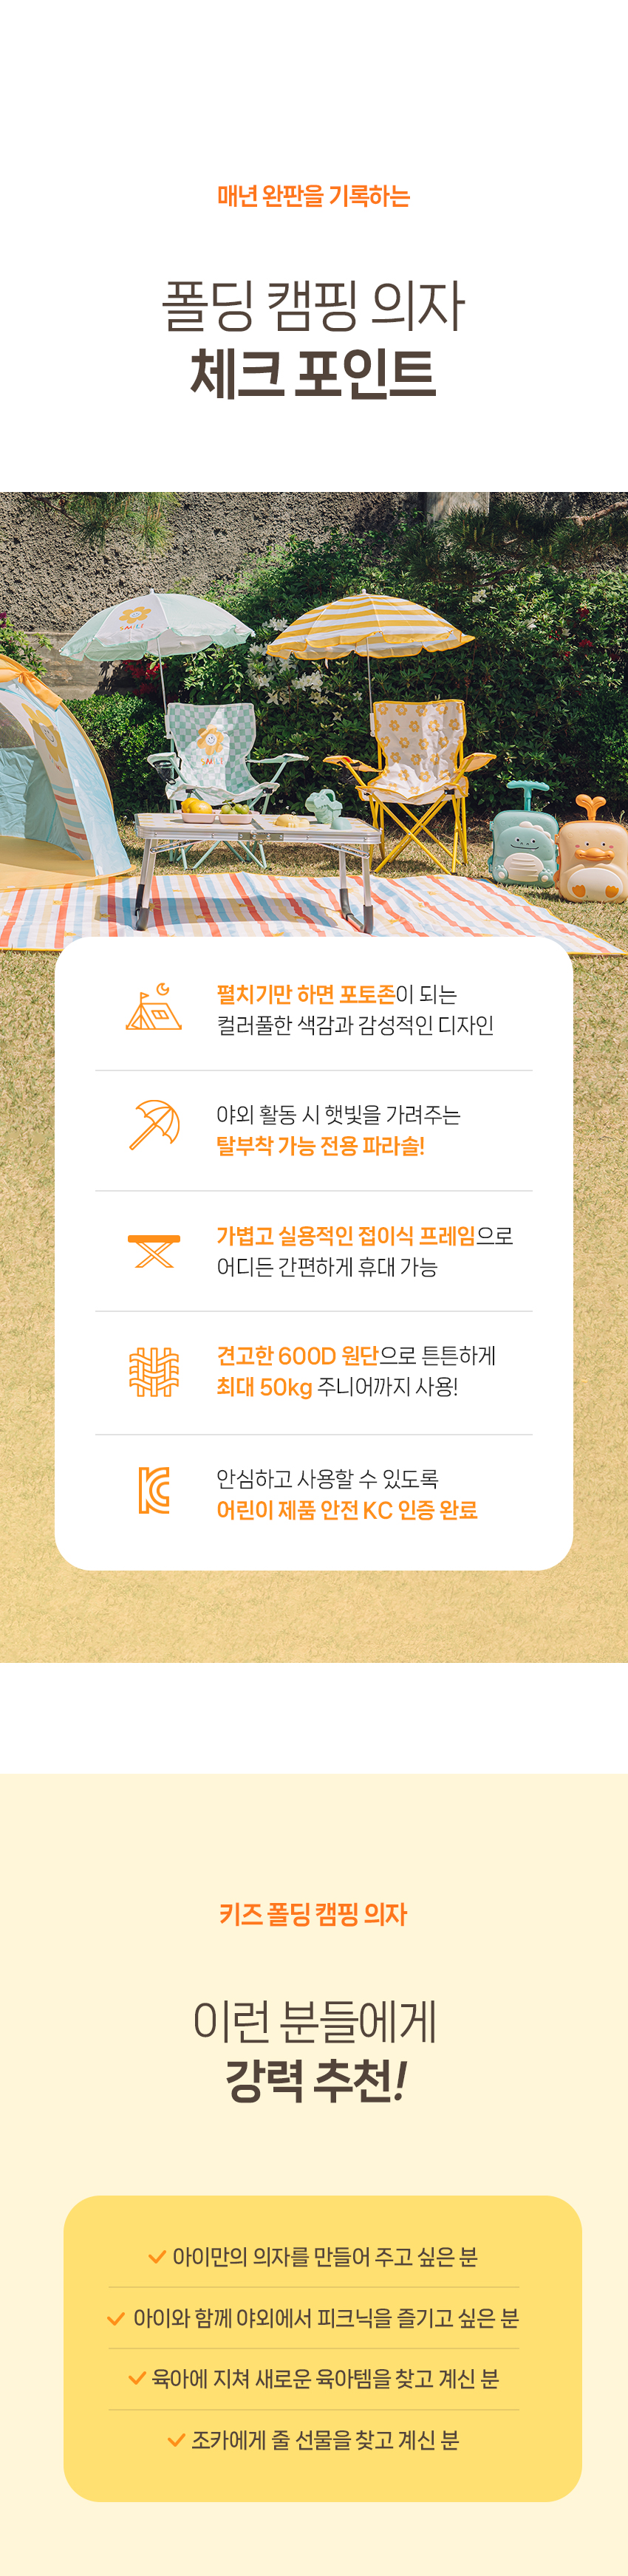 매년 완판을 기록하는
폴딩 캠핑 의자
체크 포인트
펼치기만 하면 포토존이 되는
컬러풀한 색감과 감성적인 디자인
야외 활동 시 햇빛을 가려주는
탈부착 가능 전용 파라솔!
가볍고 실용적인 접이식 프레임으로
어디든 간편하게 휴대 가능
견고한 600D 원단으로 튼튼하게
최대 50kg 주니어까지 사용!
안심하고 사용할 수 있도록
어린이 제품 안전 KC 인증 완료
키즈 폴딩 캠핑 의자
이런 분들에게
강력 추천!
아이만의 의자를 만들어 주고 싶은 분
아이와 함께 야외에서 피크닉을 즐기고 싶은 분
육아에 지쳐 새로운 육아템을 찾고 계신 분
조카에게 줄 선물을 찾고 계신 분